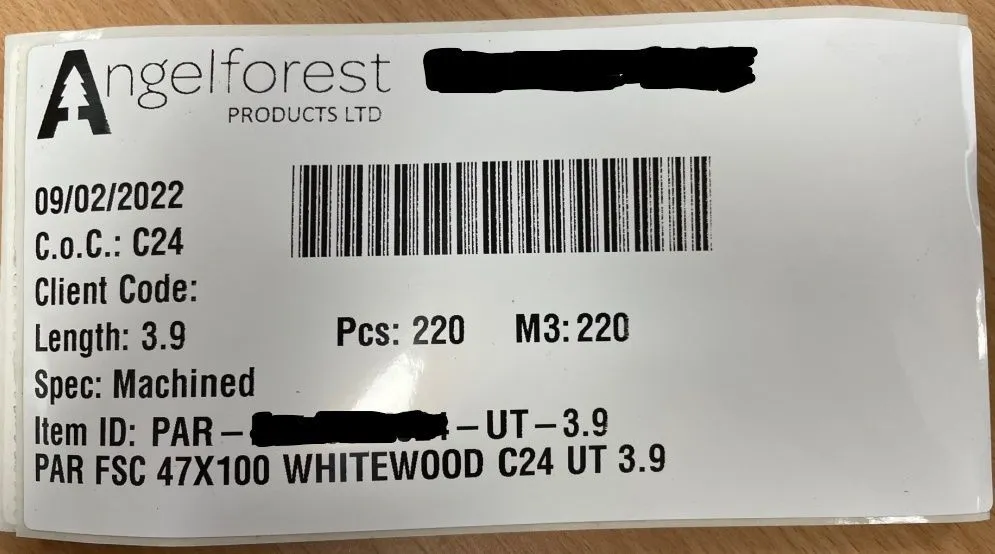 Angelforest
PRODUCTS LTD
09/02/2022
C.o.C.: C24
Client Code:
Length: 3.9 Pcs: 220 M3: 220
Spec: Machined
Item ID: PAR - - UT - 3.9
PAR FSC 47X100 WHITEWOOD C24 UT 3.9